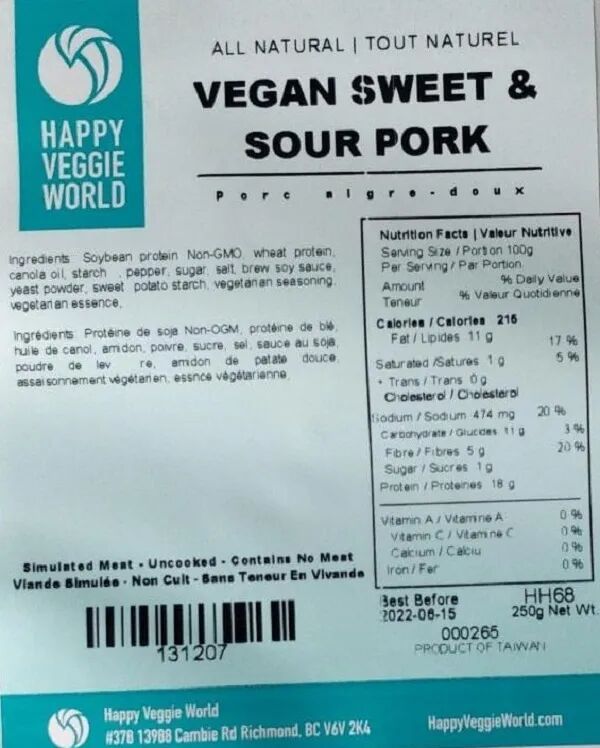 HAPPY
VEGGIE
WORLD
ALL NATURAL | TOUT NATUREL
VEGAN SWEET &
SOUR PORK
Porc aigre-doux
Ingredients: Soybean protein Non-GMO, wheat protein,
canola oil, starch , pepper, sugar, salt, brew soy sauce,
yeast powder, sweet potato starch, vegetarian seasoning,
vegetarian essence,
Ingrédients: Protéine de soja Non-OGM, protéine de blé,
huile de canol, amidon, poivre, sucre, sel, sauce au soja,
poudre de lev re, amidon de patate douce,
assaisonnement végétarien, essnce végétarienne,
Nutrition Facts | Valeur Nutritive
Serving Size / Portion 100g
Per Serving / Par Portion
Amount % Daily Value
Teneur % Valeur Quotidienne
Calories / Calories 216
Fat / Lipides 11 g 17 %
Saturated /Satures 1 g 5 %
+ Trans / Trans 0g
Cholesterol / Cholesterol
Sodium / Sodium 474 mg 20 %
Carbohydrate / Glucides 11 g 3 %
Fibre / Fibres 5 g 20 %
Sugar / Sucres 1 g
Protein / Proteines 18 g
Vitamin A / Vitamine A 0 %
Vitamin C / Vitamine C 0 %
Calcium / Calciu 0 %
Iron / Fer 0 %
Simulated Meat - Uncooked - Contains No Meat
Viande Simulée - Non Cuit - Sans Teneur En Vivande
131207
Best Before HH68
2022-06-15 250g Net Wt.
000265
PRODUCT OF TAIWAN
Happy Veggie World
#378 13988 Cambie Rd Richmond, BC V6V 2K4
HappyVeggieWorld.com